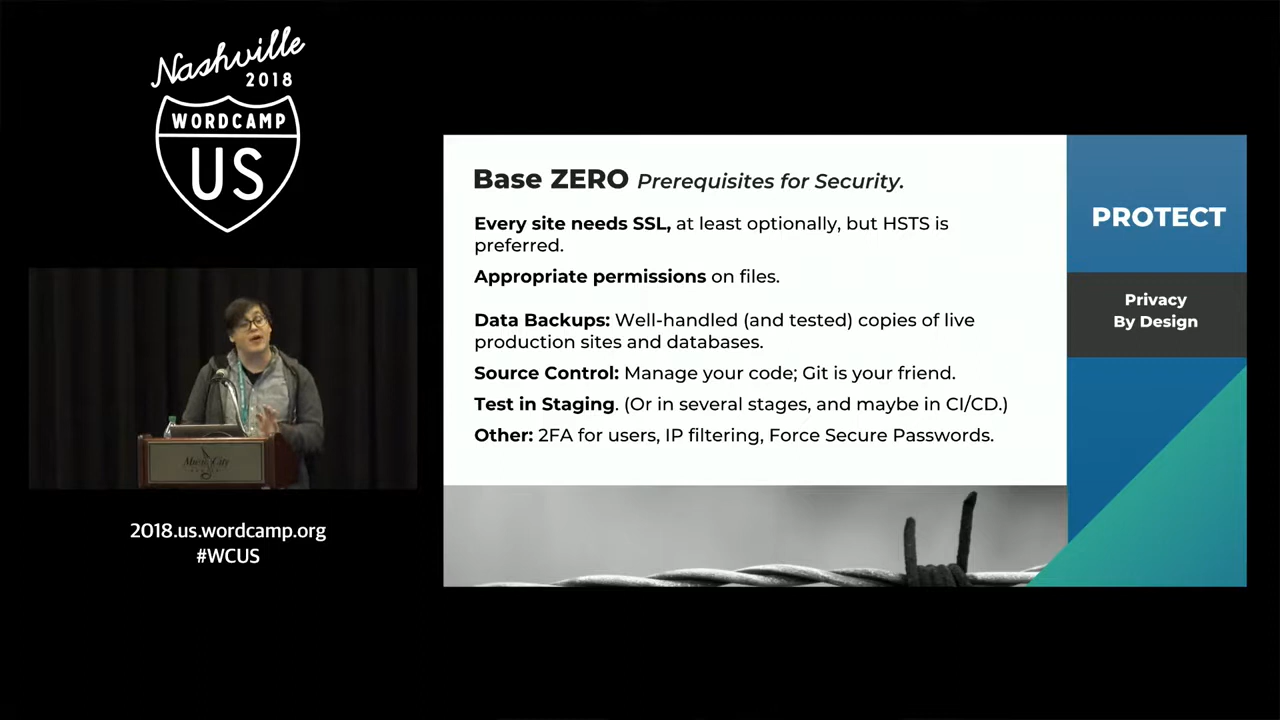 Nashville
2018
WORDCAMP
US
Base ZERO Prerequisites for Security.
Every site needs SSL, at least optionally, but HSTS is
preferred.
Appropriate permissions on files.
Data Backups: Well-handled (and tested) copies of live
production sites and databases.
Source Control: Manage your code; Git is your friend.
Test in Staging. (Or in several stages, and maybe in CI/CD.)
Other: 2FA for users, IP filtering, Force Secure Passwords.
PROTECT
Privacy
By Design
Music City
2018.us.wordcamp.org
#WCUS